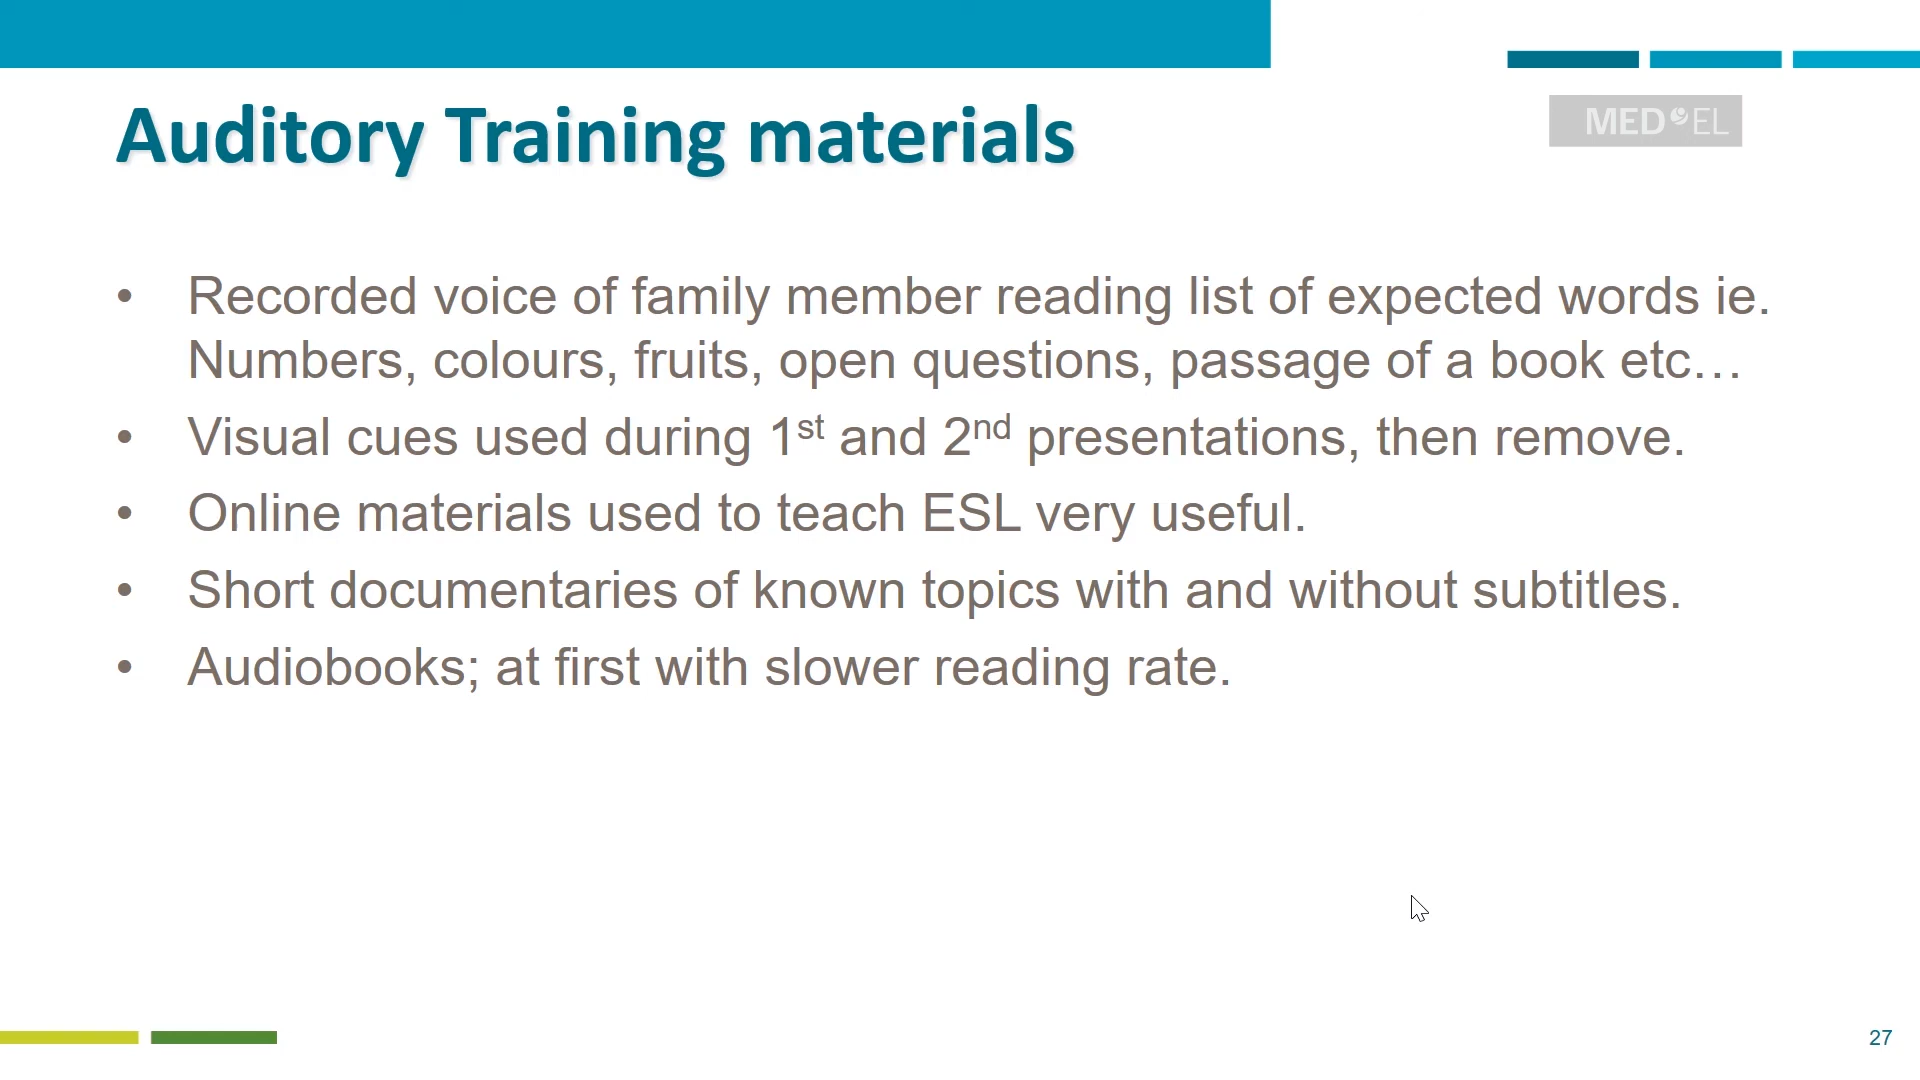 Auditory Training materials
MED EL
• Recorded voice of family member reading list of expected words ie.
Numbers, colours, fruits, open questions, passage of a book etc…
• Visual cues used during 1st and 2nd presentations, then remove.
• Online materials used to teach ESL very useful.
• Short documentaries of known topics with and without subtitles.
• Audiobooks; at first with slower reading rate.
27